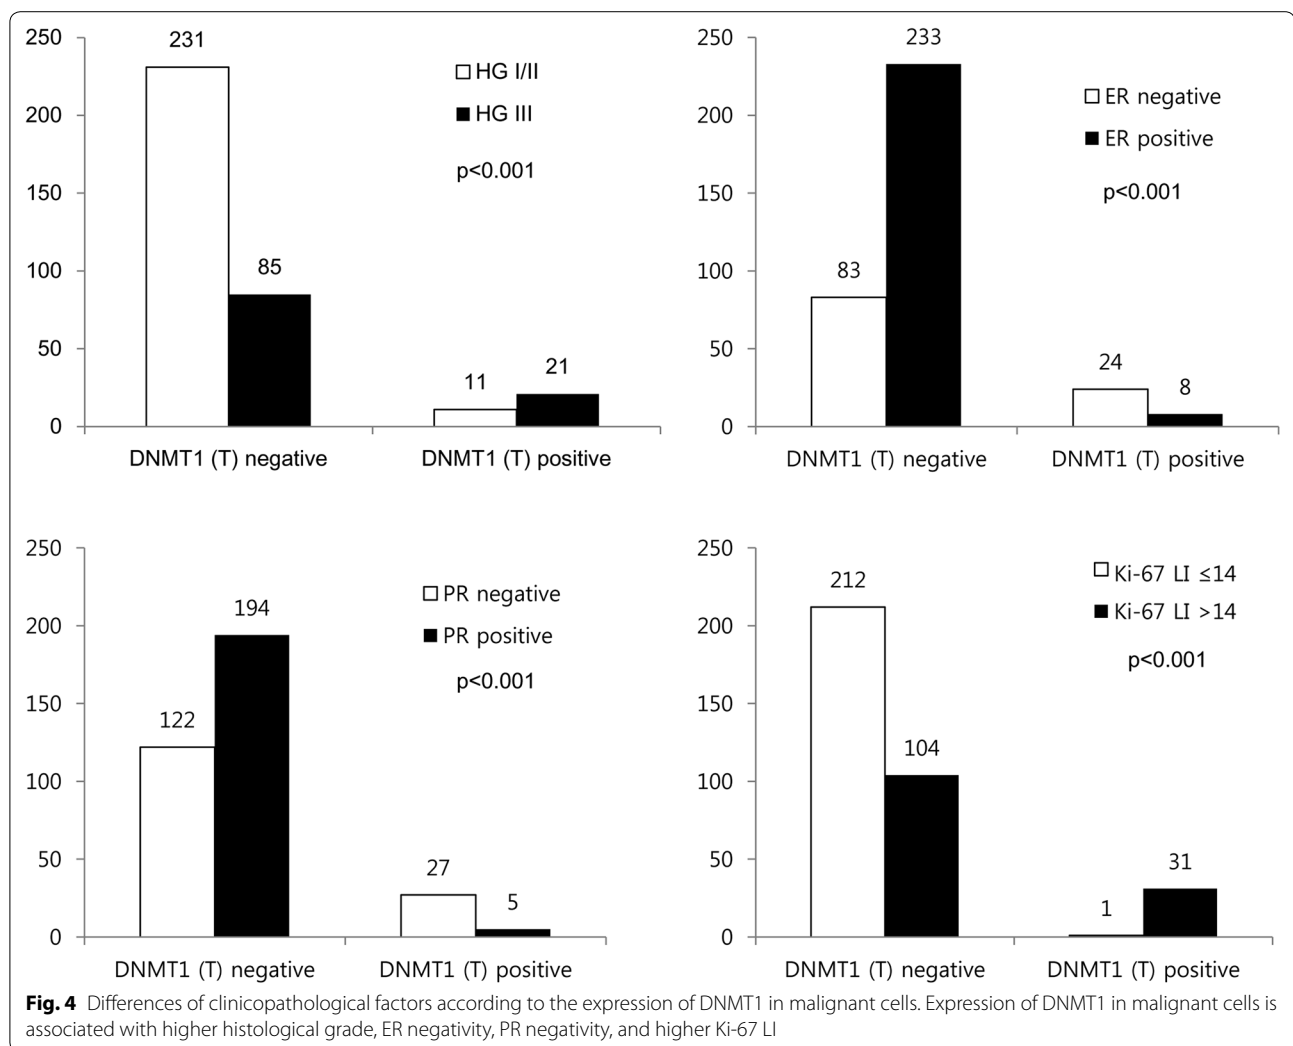 250
200
150
100
50
0
231
85
11
21
HG I/II
HG III
p<0.001
DNMT1 (T) negative
DNMT1 (T) positive
250
200
150
100
50
0
83
233
24
8
ER negative
ER positive
p<0.001
DNMT1 (T) negative
DNMT1 (T) positive
250
200
150
100
50
0
122
194
27
5
PR negative
PR positive
p<0.001
DNMT1 (T) negative
DNMT1 (T) positive
250
200
150
100
50
0
212
104
1
31
Ki-67 LI ≤14
Ki-67 LI >14
p<0.001
DNMT1 (T) negative
DNMT1 (T) positive
Fig. 4 Differences of clinicopathological factors according to the expression of DNMT1 in malignant cells. Expression of DNMT1 in malignant cells is
associated with higher histological grade, ER negativity, PR negativity, and higher Ki-67 LI